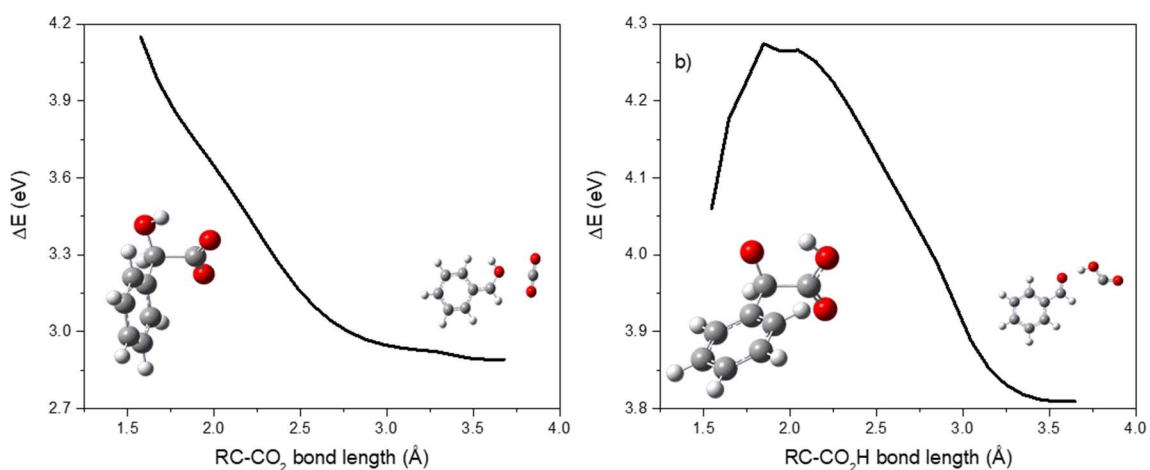 4.2
3.9
3.6
3.3
3.0
2.7
ΔE (eV)
1.5 2.0 2.5 3.0 3.5 4.0
RC-CO₂ bond length (Å)
b)
4.3
4.2
4.1
4.0
3.9
3.8
ΔE (eV)
1.5 2.0 2.5 3.0 3.5 4.0
RC-CO₂H bond length (Å)